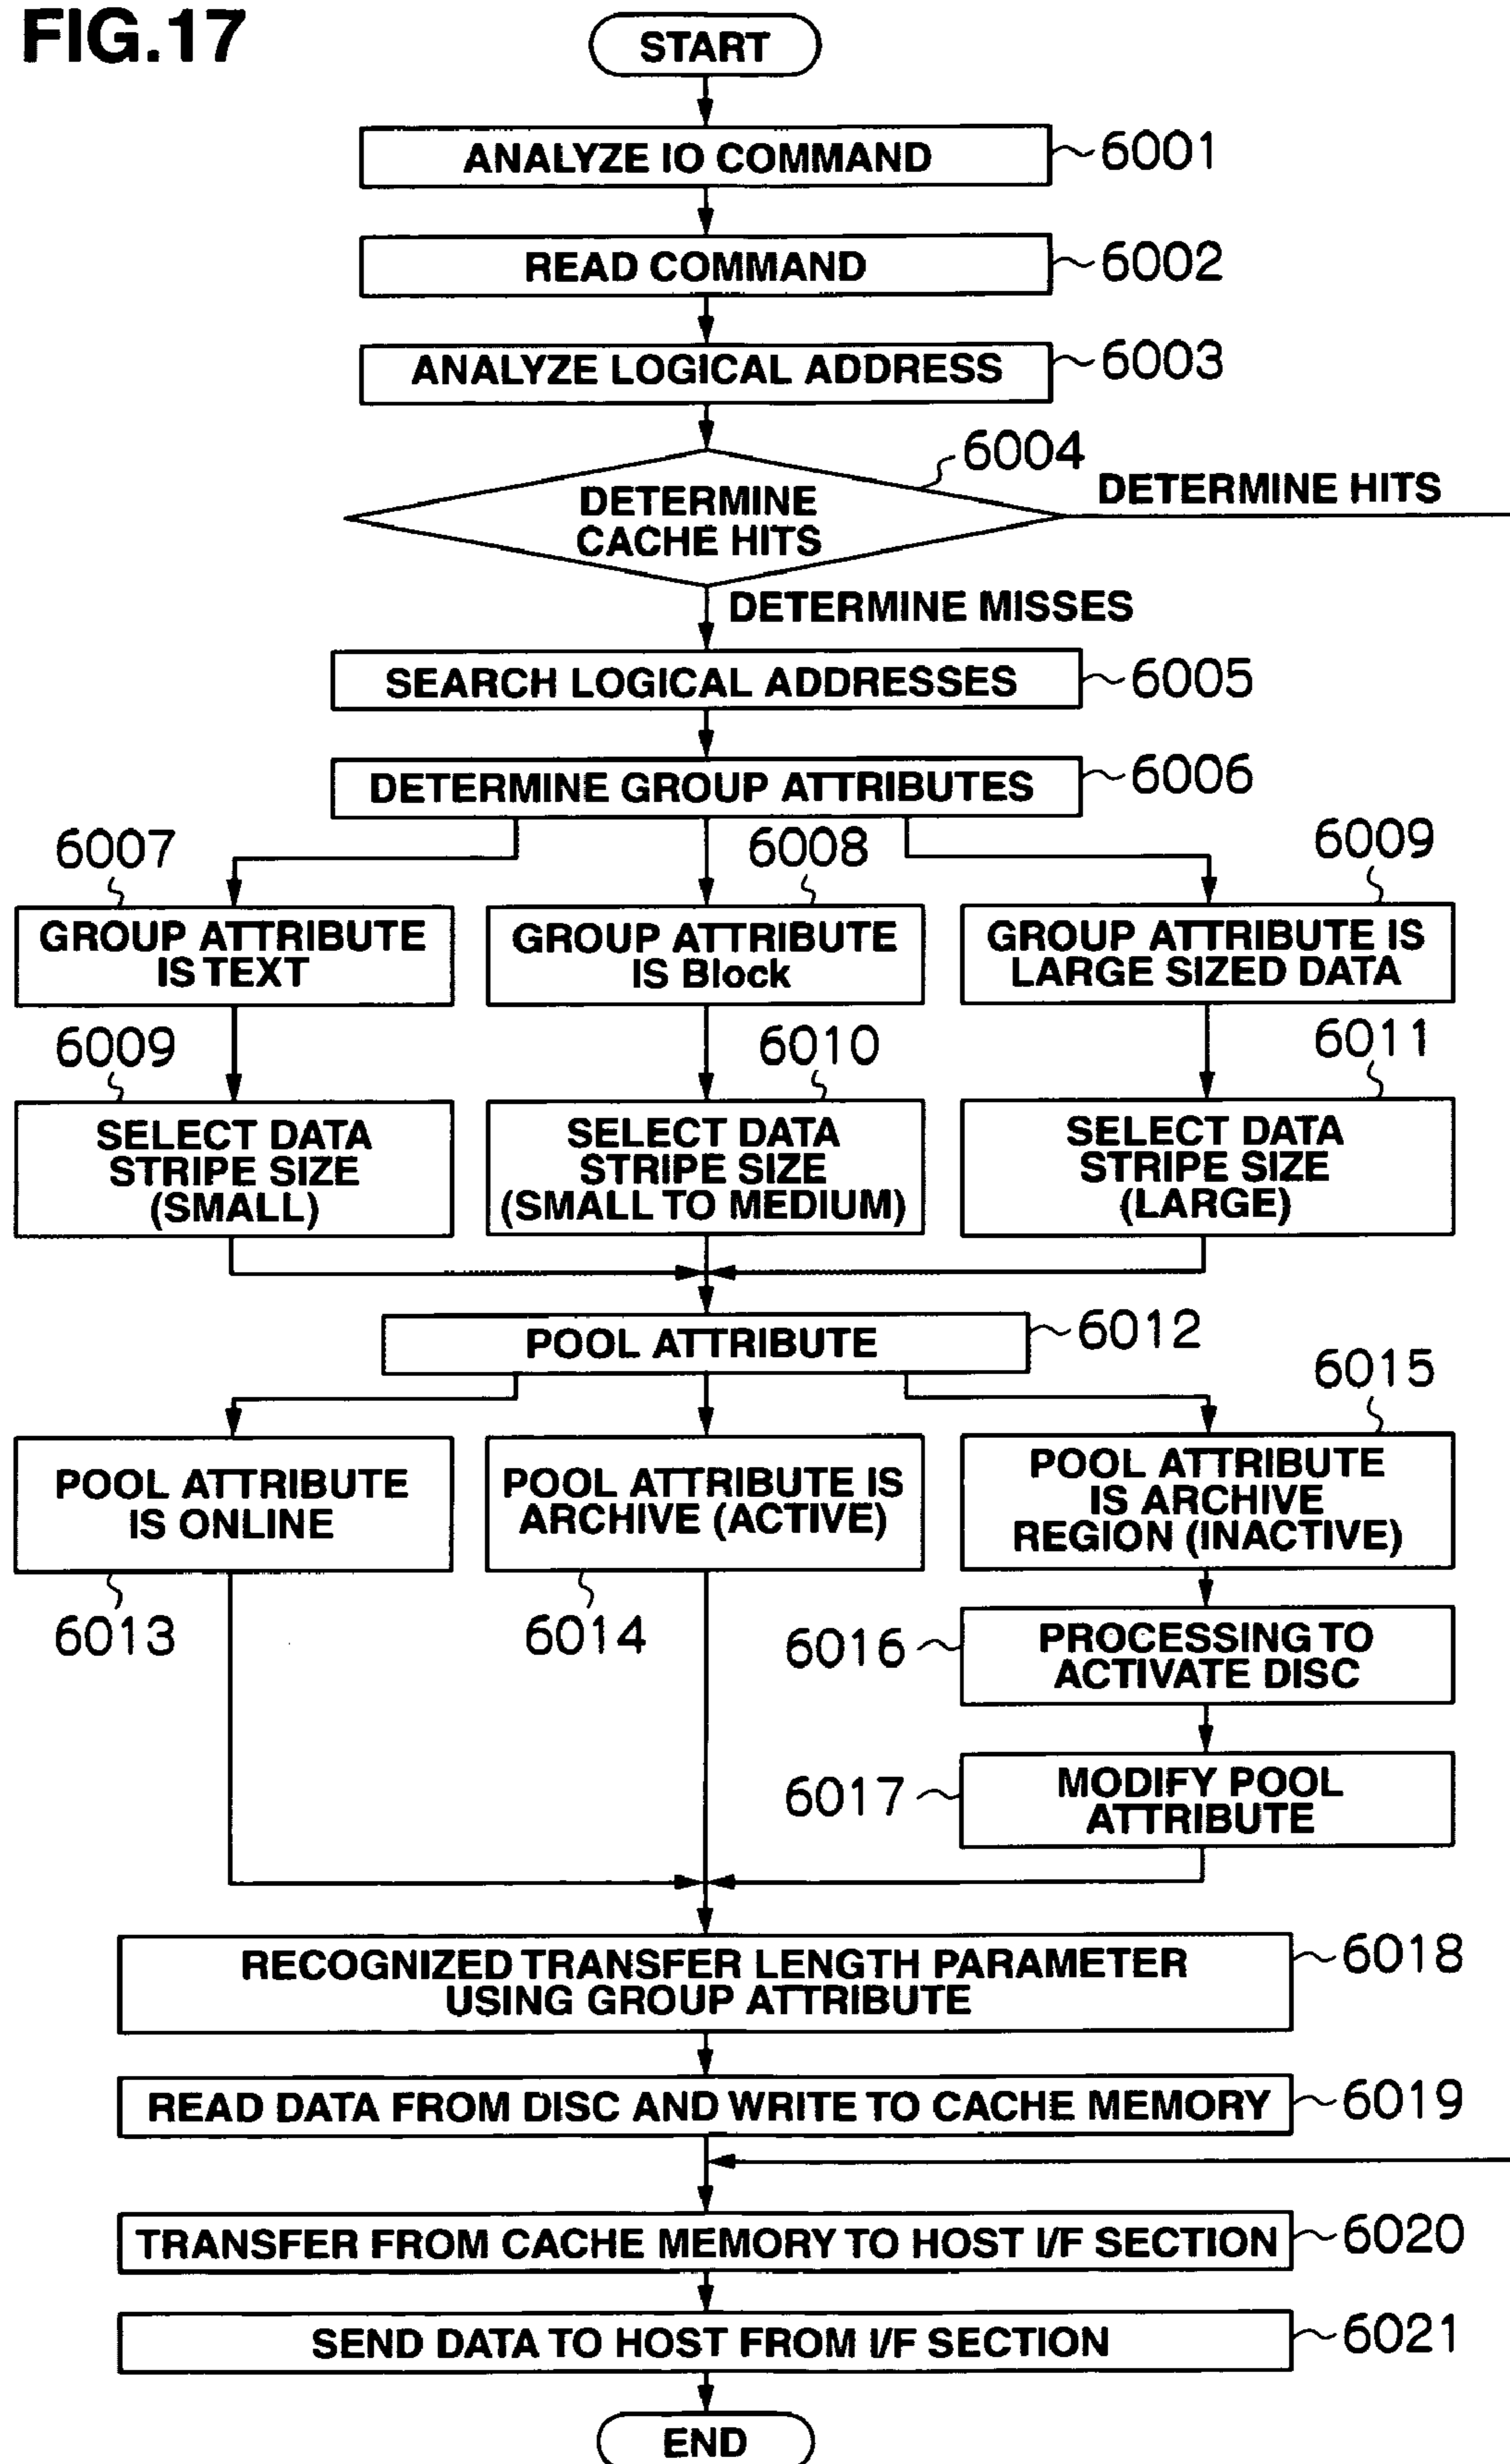 FIG.17
START
ANALYZE IO COMMAND
6001
READ COMMAND
6002
ANALYZE LOGICAL ADDRESS
6003
6004
DETERMINE
CACHE HITS
DETERMINE HITS
DETERMINE MISSES
SEARCH LOGICAL ADDRESSES
6005
DETERMINE GROUP ATTRIBUTES
6006
6007
GROUP ATTRIBUTE
IS TEXT
6008
GROUP ATTRIBUTE
IS Block
6009
GROUP ATTRIBUTE IS
LARGE SIZED DATA
6009
SELECT DATA
STRIPE SIZE
(SMALL)
6010
SELECT DATA
STRIPE SIZE
(SMALL TO MEDIUM)
6011
SELECT DATA
STRIPE SIZE
(LARGE)
POOL ATTRIBUTE
6012
POOL ATTRIBUTE
IS ONLINE
6013
POOL ATTRIBUTE IS
ARCHIVE (ACTIVE)
6014
6015
POOL ATTRIBUTE
IS ARCHIVE
REGION (INACTIVE)
6016
PROCESSING TO
ACTIVATE DISC
6017
MODIFY POOL
ATTRIBUTE
RECOGNIZED TRANSFER LENGTH PARAMETER
USING GROUP ATTRIBUTE
6018
READ DATA FROM DISC AND WRITE TO CACHE MEMORY
6019
TRANSFER FROM CACHE MEMORY TO HOST I/F SECTION
6020
SEND DATA TO HOST FROM I/F SECTION
6021
END